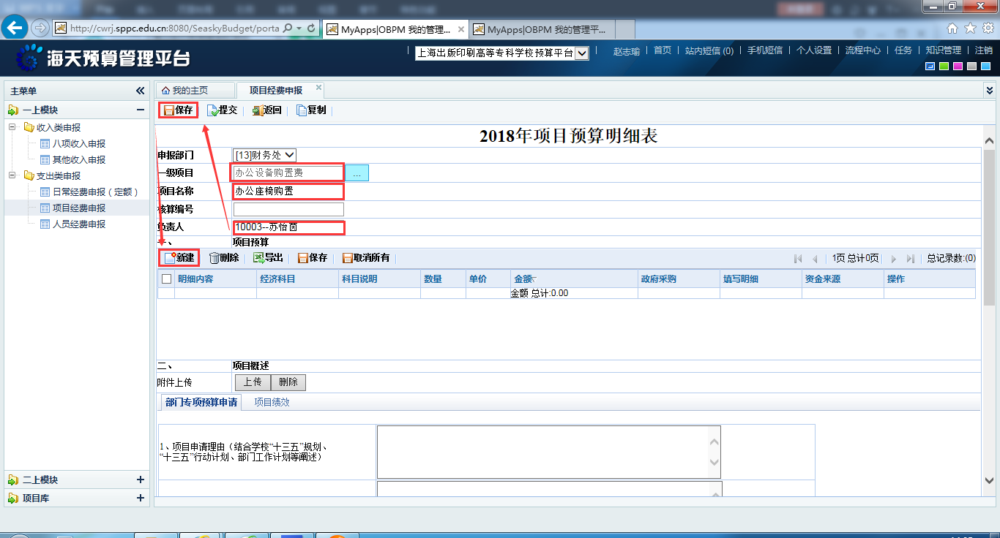 http://cwrj.sppc.edu.cn:8080/SeaskyBudget/porta
MyApps|OBPM 我的管理...
MyApps|OBPM 我的管理平...
海天预算管理平台
上海出版印刷高等专科学校预算平台
赵志瑜 | 首页 | 站内短信 (0) | 手机短信 | 个人设置 | 流程中心 | 任务 | 知识管理 | 注销
主菜单
一上模块
收入类申报
八项收入申报
其他收入申报
支出类申报
日常经费申报（定额）
项目经费申报
人员经费申报
二上模块
项目库
我的主页
项目经费申报
保存 提交 返回 复制
2018年项目预算明细表
申报部门 [13]财务处
一级项目 办公设备购置费 ...
项目名称 办公座椅购置
核算编号
负责人 10003--苏怡茵
一、 项目预算
新建 删除 导出 保存 取消所有 1页 总计0页 总记录数:(0)
明细内容 经济科目 科目说明 数量 单价 金额 政府采购 填写明细 资金来源 操作
金额 总计:0.00
二、 项目概述
附件上传 上传 删除
部门专项预算申请 项目绩效
1、项目申请理由（结合学校“十三五”规划、
“十三五”行动计划、部门工作计划等阐述）